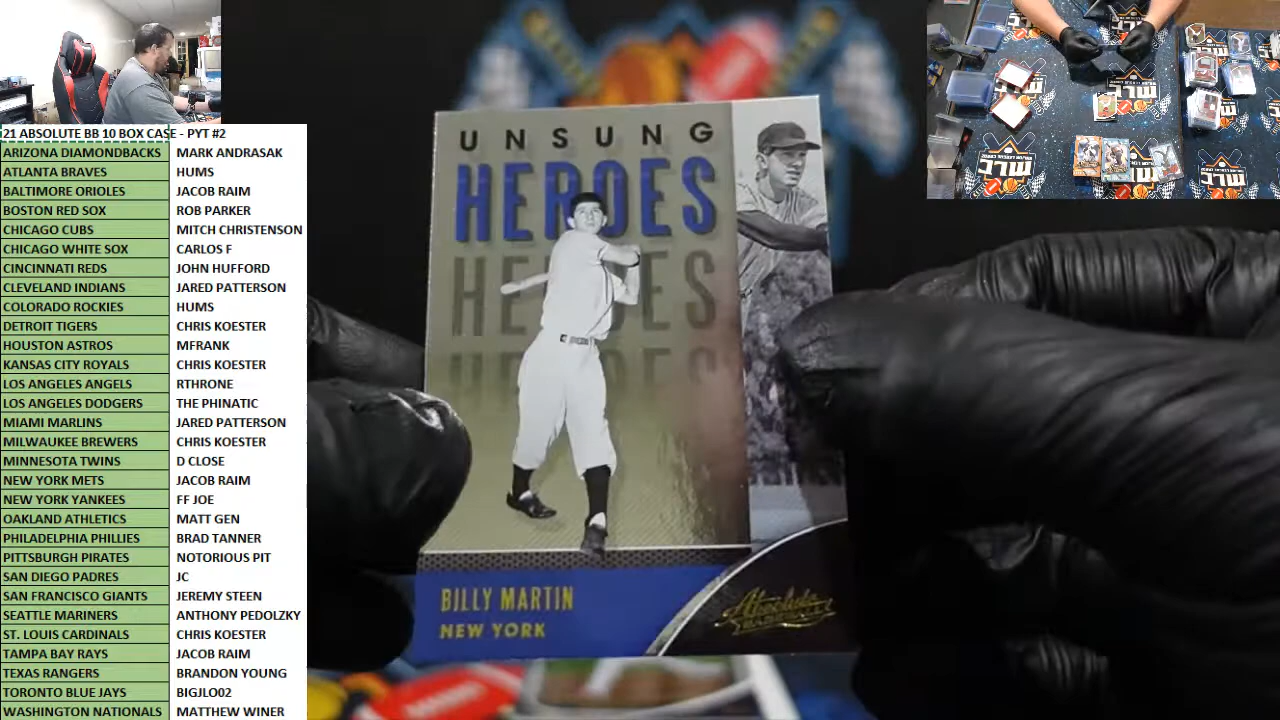 21 ABSOLUTE BB 10 BOX CASE - PYT #2
ARIZONA DIAMONDBACKS MARK ANDRASAK
ATLANTA BRAVES HUMS
BALTIMORE ORIOLES JACOB RAIM
BOSTON RED SOX ROB PARKER
CHICAGO CUBS MITCH CHRISTENSON
CHICAGO WHITE SOX CARLOS F
CINCINNATI REDS JOHN HUFFORD
CLEVELAND INDIANS JARED PATTERSON
COLORADO ROCKIES HUMS
DETROIT TIGERS CHRIS KOESTER
HOUSTON ASTROS MFRANK
KANSAS CITY ROYALS CHRIS KOESTER
LOS ANGELES ANGELS RTHRONE
LOS ANGELES DODGERS THE PHINATIC
MIAMI MARLINS JARED PATTERSON
MILWAUKEE BREWERS CHRIS KOESTER
MINNESOTA TWINS D CLOSE
NEW YORK METS JACOB RAIM
NEW YORK YANKEES FF JOE
OAKLAND ATHLETICS MATT GEN
PHILADELPHIA PHILLIES BRAD TANNER
PITTSBURGH PIRATES NOTORIOUS PIT
SAN DIEGO PADRES JC
SAN FRANCISCO GIANTS JEREMY STEEN
SEATTLE MARINERS ANTHONY PEDOLZKY
ST. LOUIS CARDINALS CHRIS KOESTER
TAMPA BAY RAYS JACOB RAIM
TEXAS RANGERS BRANDON YOUNG
TORONTO BLUE JAYS BIGJLO02
WASHINGTON NATIONALS MATTHEW WINER
UNSUNG
HEROES
HEROES
HEROES
BILLY MARTIN
NEW YORK
Absolute
BASEBALL